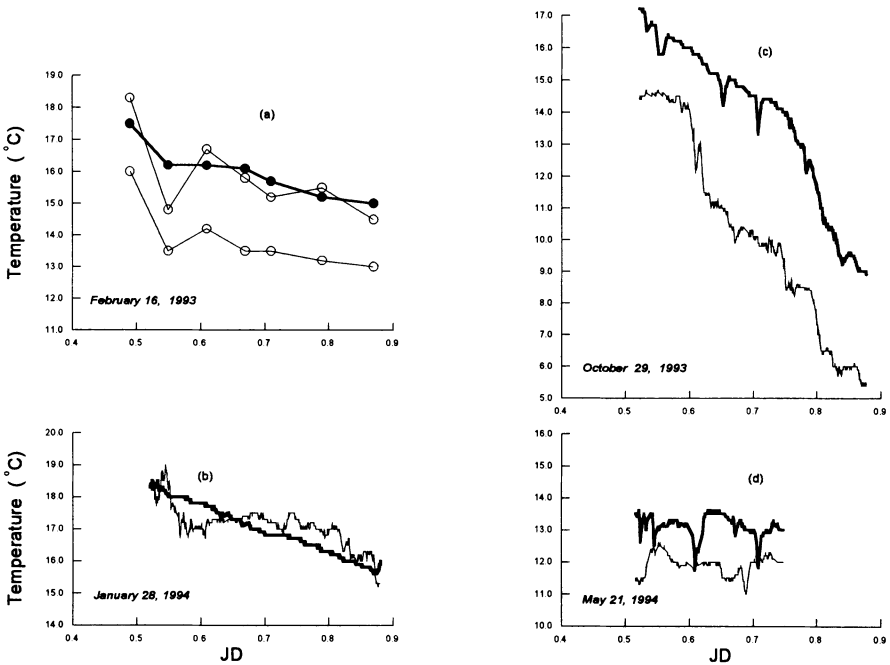 (a)
19.0
18.0
17.0
16.0
15.0
14.0
13.0
12.0
11.0
Temperature (°C)
February 16, 1993
0.4 0.5 0.6 0.7 0.8 0.9
(b)
20.0
19.0
18.0
17.0
16.0
15.0
14.0
Temperature (°C)
January 28, 1994
0.4 0.5 0.6 0.7 0.8 0.9
JD
(c)
17.0
16.0
15.0
14.0
13.0
12.0
11.0
10.0
9.0
8.0
7.0
6.0
5.0
October 29, 1993
0.4 0.5 0.6 0.7 0.8 0.9
(d)
16.0
15.0
14.0
13.0
12.0
11.0
10.0
May 21, 1994
0.4 0.5 0.6 0.7 0.8 0.9
JD